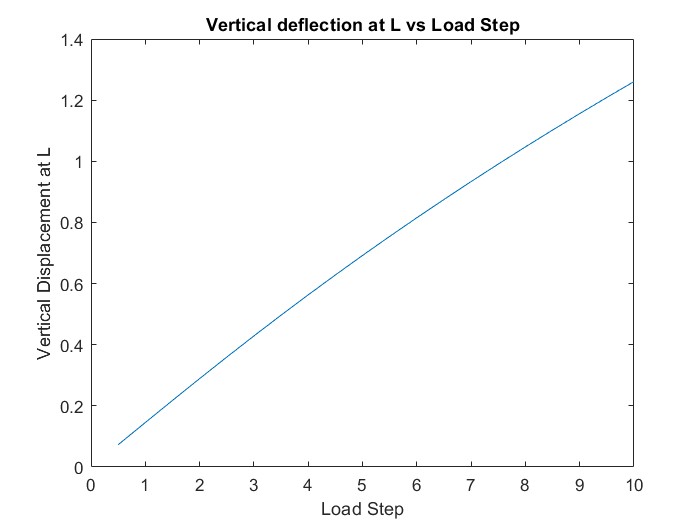 Vertical deflection at L vs Load Step
1.4
1.2
1
0.8
0.6
0.4
0.2
0
Vertical Displacement at L
0 1 2 3 4 5 6 7 8 9 10
Load Step